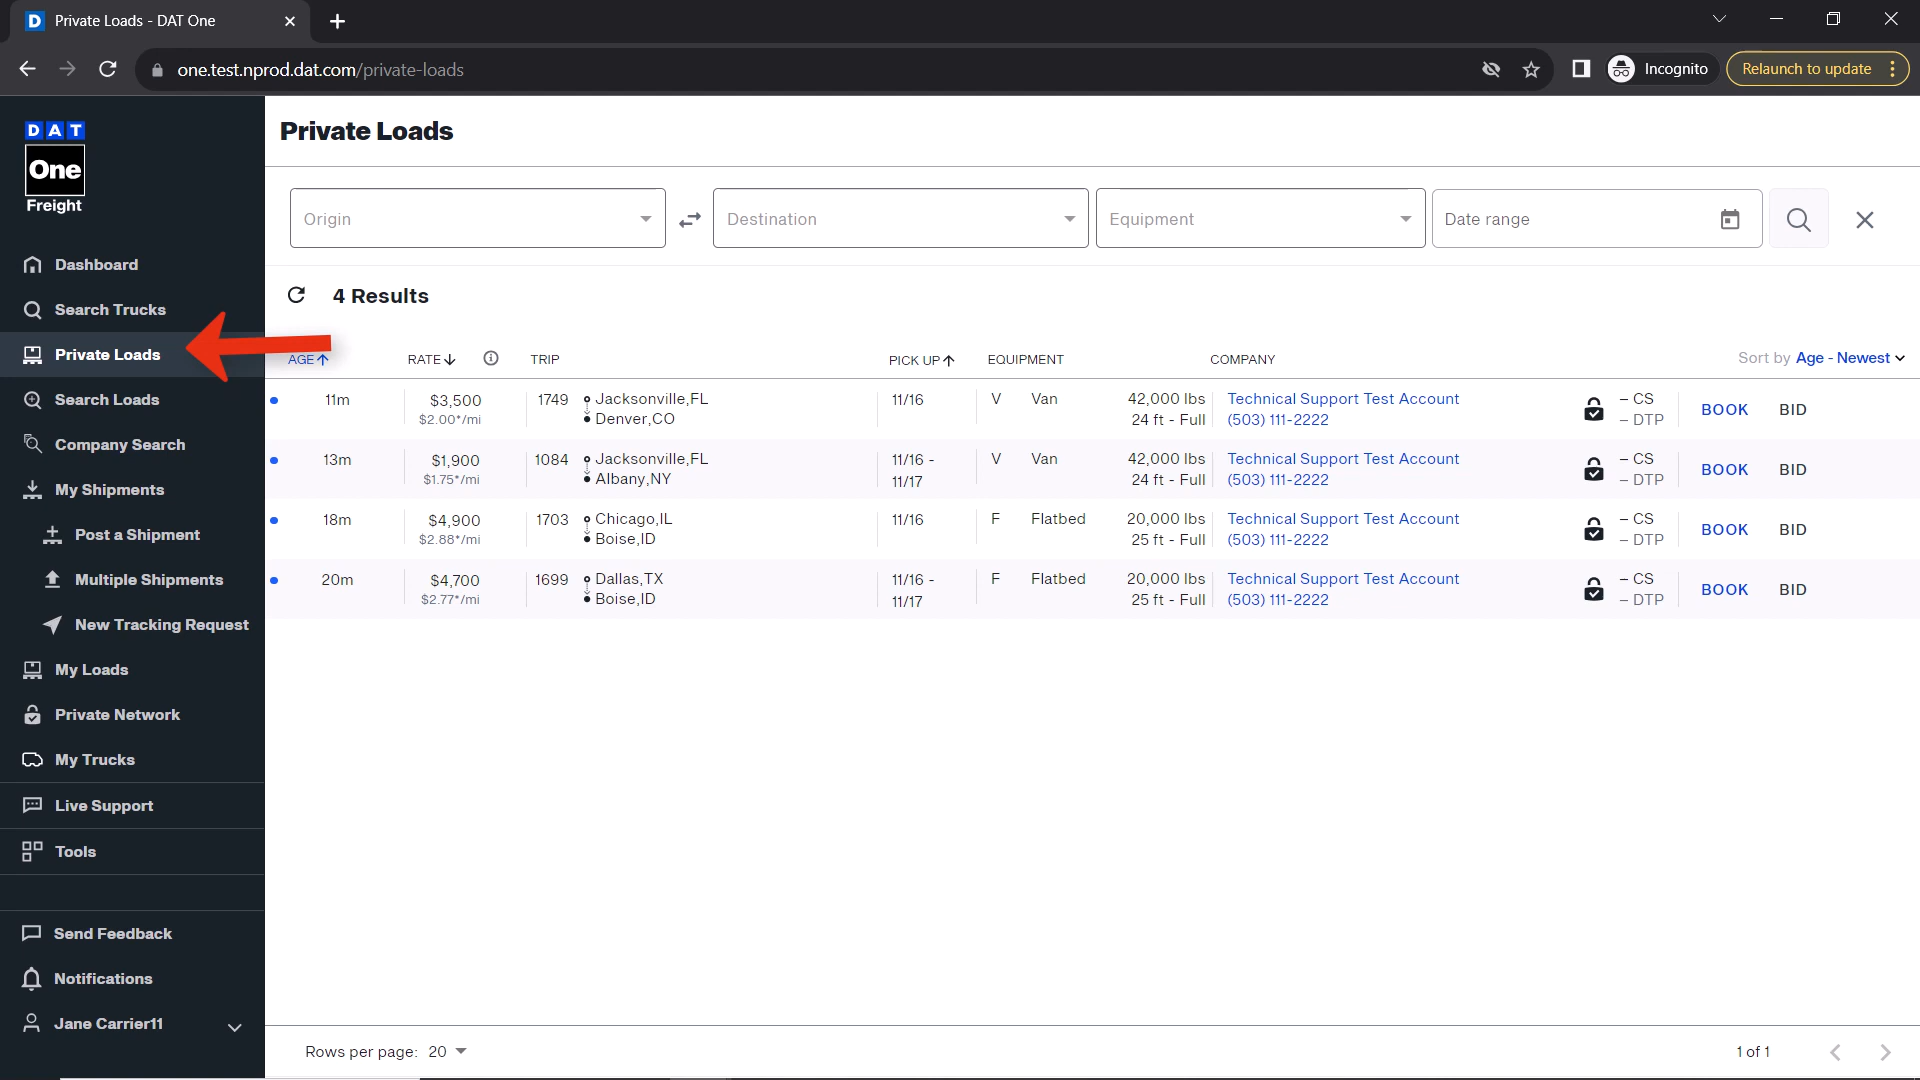 Private Loads - DAT One
one.test.nprod.dat.com/private-loads
Incognito
Relaunch to update
DAT
One
Freight
Dashboard
Search Trucks
Private Loads
Search Loads
Company Search
My Shipments
Post a Shipment
Multiple Shipments
New Tracking Request
My Loads
Private Network
My Trucks
Live Support
Tools
Send Feedback
Notifications
Jane Carrier11
Private Loads
Origin
Destination
Equipment
Date range
4 Results
AGE RATE TRIP PICK UP EQUIPMENT COMPANY Sort by Age - Newest
11m $3,500 1749 Jacksonville,FL 11/16 V Van 42,000 lbs Technical Support Test Account – CS BOOK BID
$2.00*/mi Denver,CO 24 ft - Full (503) 111-2222 – DTP
13m $1,900 1084 Jacksonville,FL 11/16 - V Van 42,000 lbs Technical Support Test Account – CS BOOK BID
$1.75*/mi Albany,NY 11/17 24 ft - Full (503) 111-2222 – DTP
18m $4,900 1703 Chicago,IL 11/16 F Flatbed 20,000 lbs Technical Support Test Account – CS BOOK BID
$2.88*/mi Boise,ID 25 ft - Full (503) 111-2222 – DTP
20m $4,700 1699 Dallas,TX 11/16 - F Flatbed 20,000 lbs Technical Support Test Account – CS BOOK BID
$2.77*/mi Boise,ID 11/17 25 ft - Full (503) 111-2222 – DTP
Rows per page: 20 1 of 1